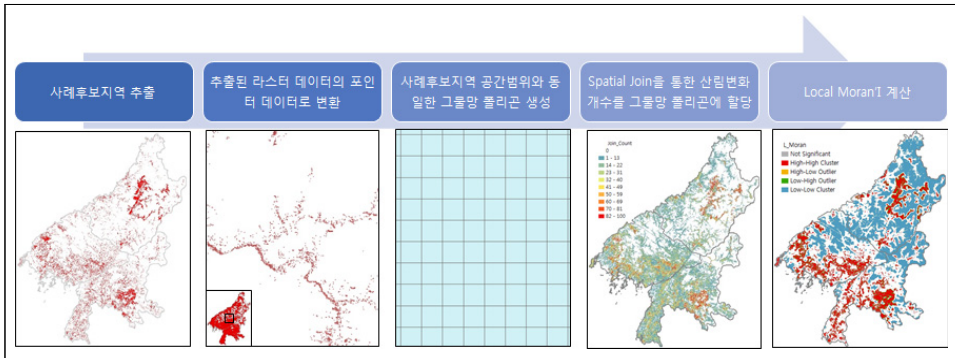 사례후보지역 추출
추출된 라스터 데이터의 포인
터 데이터로 변환
사례후보지역 공간범위와 동
일한 그물망 폴리곤 생성
Spatial Join을 통한 산림변화
개수를 그물망 폴리곤에 할당
Local Moran'I 계산
Join_Count
0
1 - 13
14 - 22
23 - 31
32 - 40
41 - 49
50 - 59
60 - 69
70 - 81
82 - 100
L_Moran
Not Significant
High-High Cluster
High-Low Outlier
Low-High Outlier
Low-Low Cluster